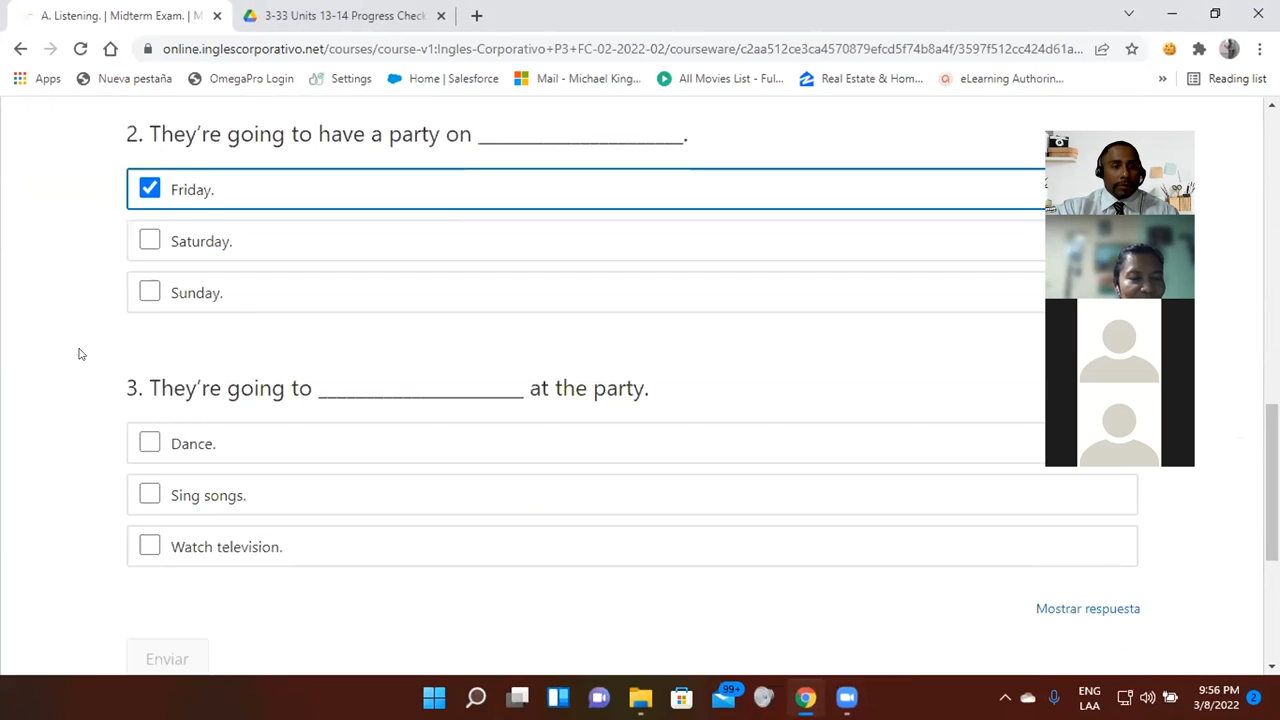 A. Listening. | Midterm Exam. | M
3-33 Units 13-14 Progress Check
online.inglescorporativo.net/courses/course-v1:Ingles-Corporativo+P3+FC-02-2022-02/courseware/c2aa512ce3ca4570879efcd5f74b8a4f/3597f512cc424d61a...
Apps Nueva pestaña OmegaPro Login Settings Home | Salesforce Mail - Michael King... All Movies List - Ful... Real Estate & Hom... eLearning Authorin... » Reading list
2. They're going to have a party on ____________________.
Friday.
Saturday.
Sunday.
3. They're going to ____________________ at the party.
Dance.
Sing songs.
Watch television.
Mostrar respuesta
Enviar
99+
ENG
LAA
9:56 PM
3/8/2022
2